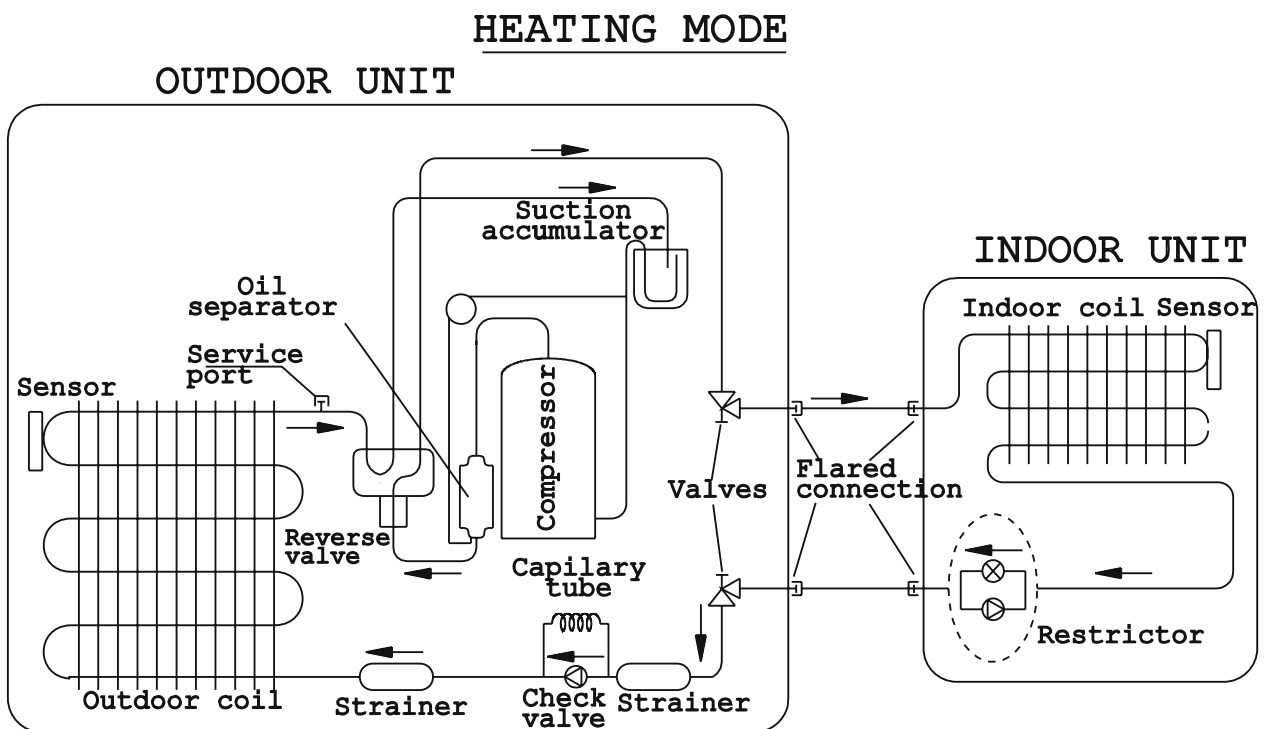 HEATING MODE
OUTDOOR UNIT
Suction
accumulator
INDOOR UNIT
Oil
separator
Indoor coil Sensor
Service
port
Sensor
Compressor
Flared
connection
Valves
Reverse
valve
Capilary
tube
Restrictor
Outdoor coil
Strainer
Check
valve
Strainer